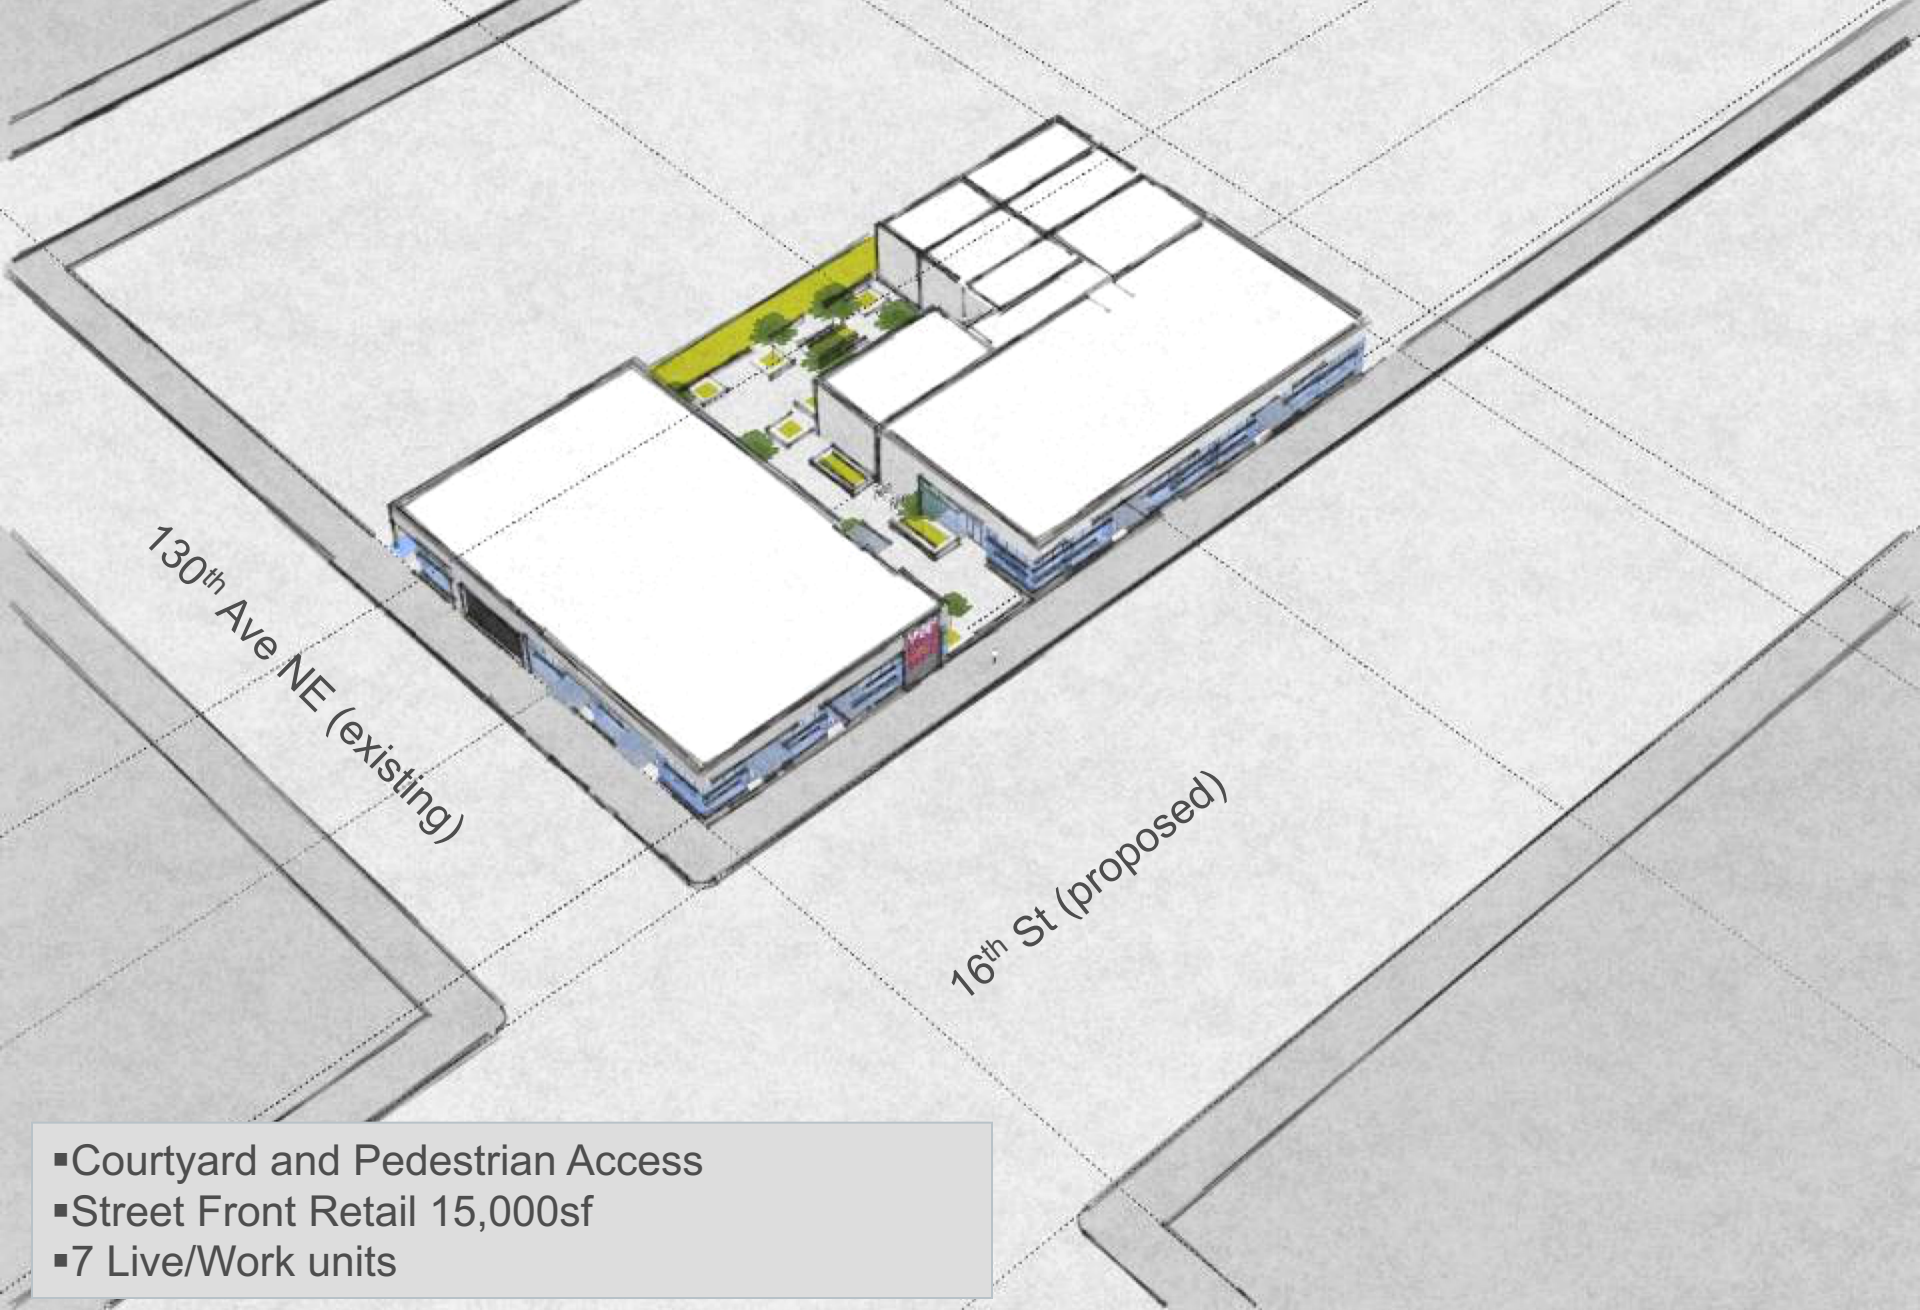 130th Ave NE (existing)
16th St (proposed)
▪Courtyard and Pedestrian Access
▪Street Front Retail 15,000sf
▪7 Live/Work units